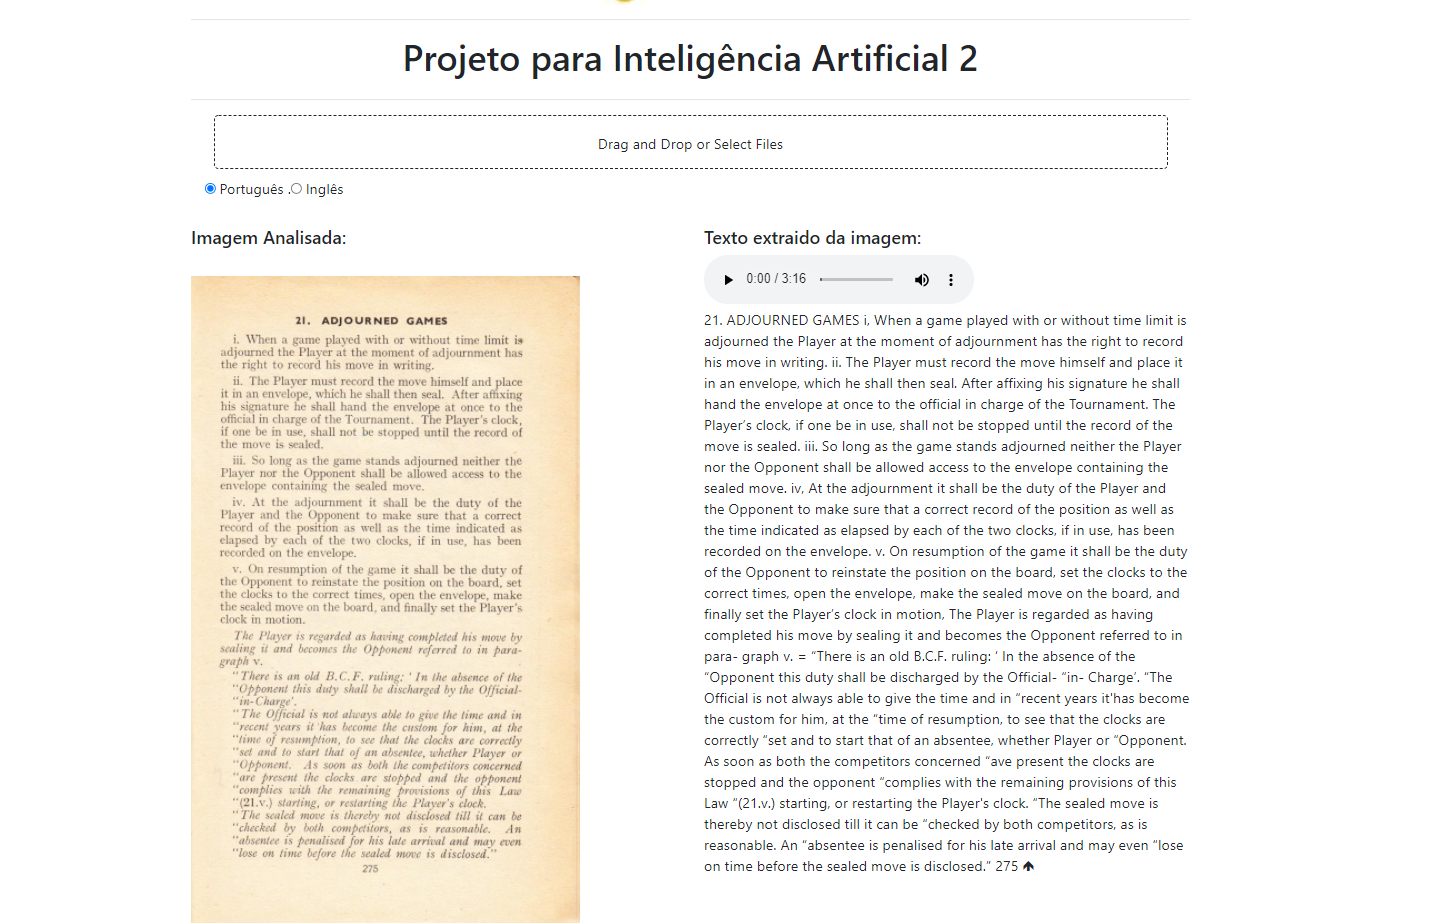 Projeto para Inteligência Artificial 2
Drag and Drop or Select Files
Português . Inglês
Imagem Analisada:
21. ADJOURNED GAMES
i. When a game played with or without time limit is
adjourned the Player at the moment of adjournment has
the right to record his move in writing.
ii. The Player must record the move himself and place
it in an envelope, which he shall then seal. After affixing
his signature he shall hand the envelope at once to the
official in charge of the Tournament. The Player's clock,
if one be in use, shall not be stopped until the record of
the move is sealed.
iii. So long as the game stands adjourned neither the
Player nor the Opponent shall be allowed access to the
envelope containing the sealed move.
iv. At the adjournment it shall be the duty of the
Player and the Opponent to make sure that a correct
record of the position as well as the time indicated as
elapsed by each of the two clocks, if in use, has been
recorded on the envelope.
v. On resumption of the game it shall be the duty of
the Opponent to reinstate the position on the board, set
the clocks to the correct times, open the envelope, make
the sealed move on the board, and finally set the Player's
clock in motion.
The Player is regarded as having completed his move by
sealing it and becomes the Opponent referred to in para-
graph v.
"There is an old B.C.F. ruling: ' In the absence of the
"Opponent this duty shall be discharged by the Official-
"in-Charge'.
"The Official is not always able to give the time and in
"recent years it has become the custom for him, at the
"time of resumption, to see that the clocks are correctly
"set and to start that of an absentee, whether Player or
"Opponent. As soon as both the competitors concerned
"are present the clocks are stopped and the opponent
"complies with the remaining provisions of this Law
"(21.v.) starting, or restarting the Player's clock.
"The sealed move is thereby not disclosed till it can be
"checked by both competitors, as is reasonable. An
"absentee is penalised for his late arrival and may even
"lose on time before the sealed move is disclosed."
275
Texto extraido da imagem:
0:00 / 3:16
21. ADJOURNED GAMES i, When a game played with or without time limit is
adjourned the Player at the moment of adjournment has the right to record
his move in writing. ii. The Player must record the move himself and place it
in an envelope, which he shall then seal. After affixing his signature he shall
hand the envelope at once to the official in charge of the Tournament. The
Player’s clock, if one be in use, shall not be stopped until the record of the
move is sealed. iii. So long as the game stands adjourned neither the Player
nor the Opponent shall be allowed access to the envelope containing the
sealed move. iv, At the adjournment it shall be the duty of the Player and
the Opponent to make sure that a correct record of the position as well as
the time indicated as elapsed by each of the two clocks, if in use, has been
recorded on the envelope. v. On resumption of the game it shall be the duty
of the Opponent to reinstate the position on the board, set the clocks to the
correct times, open the envelope, make the sealed move on the board, and
finally set the Player’s clock in motion, The Player is regarded as having
completed his move by sealing it and becomes the Opponent referred to in
para- graph v. = “There is an old B.C.F. ruling: ‘ In the absence of the
“Opponent this duty shall be discharged by the Official- “in- Charge’. “The
Official is not always able to give the time and in “recent years it'has become
the custom for him, at the “time of resumption, to see that the clocks are
correctly “set and to start that of an absentee, whether Player or “Opponent.
As soon as both the competitors concerned “ave present the clocks are
stopped and the opponent “complies with the remaining provisions of this
Law “(21.v.) starting, or restarting the Player's clock. “The sealed move is
thereby not disclosed till it can be “checked by both competitors, as is
reasonable. An “absentee is penalised for his late arrival and may even “lose
on time before the sealed move is disclosed.” 275